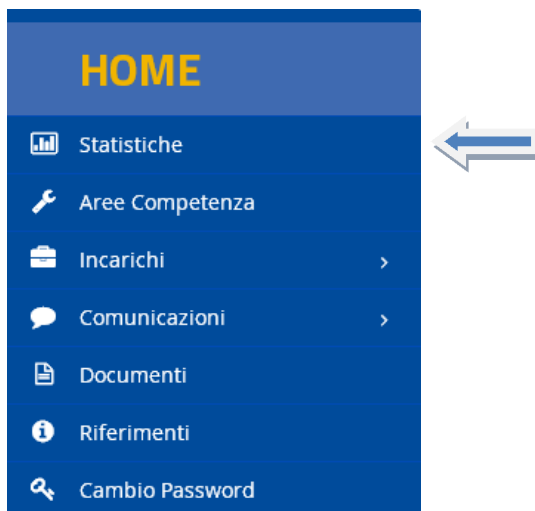 HOME
Statistiche
Aree Competenza
Incarichi
Comunicazioni
Documenti
Riferimenti
Cambio Password